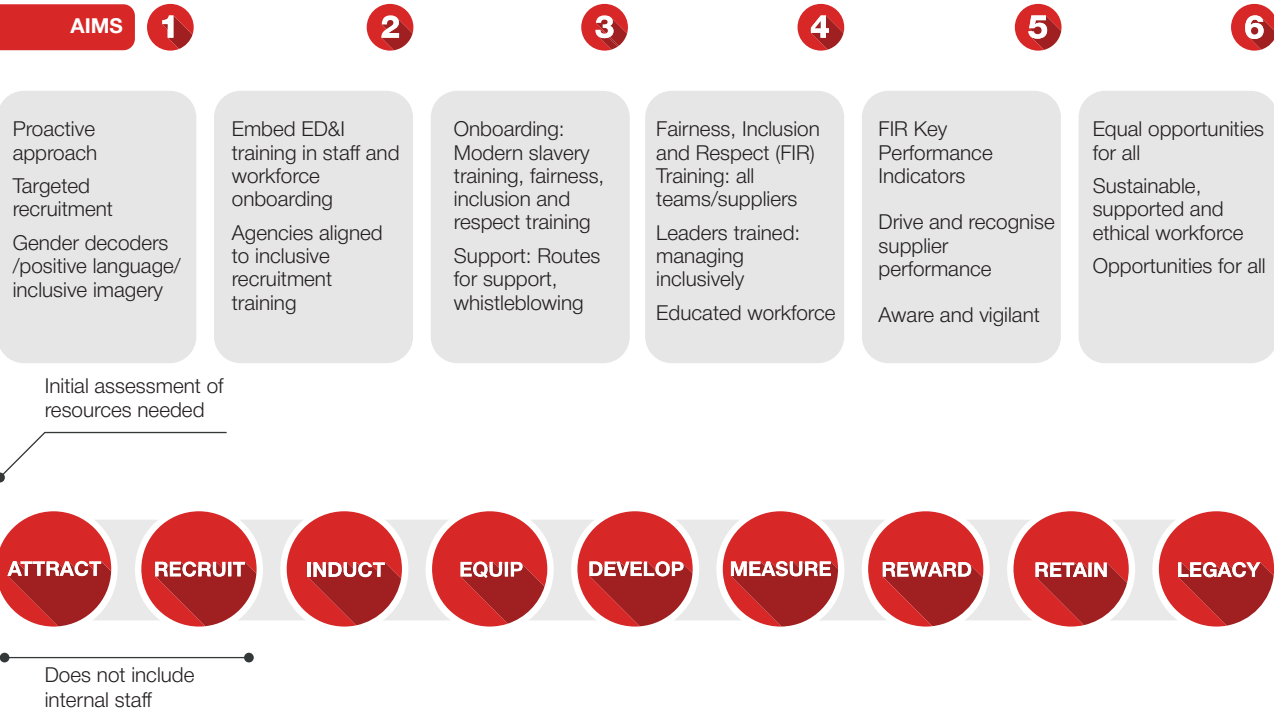 AIMS
1
2
3
4
5
6
Proactive
approach
Targeted
recruitment
Gender decoders
/positive language/
inclusive imagery
Embed ED&I
training in staff and
workforce
onboarding
Agencies aligned
to inclusive
recruitment
training
Onboarding:
Modern slavery
training, fairness,
inclusion and
respect training
Support: Routes
for support,
whistleblowing
Fairness, Inclusion
and Respect (FIR)
Training: all
teams/suppliers
Leaders trained:
managing
inclusively
Educated workforce
FIR Key
Performance
Indicators
Drive and recognise
supplier
performance
Aware and vigilant
Equal opportunities
for all
Sustainable,
supported and
ethical workforce
Opportunities for all
Initial assessment of
resources needed
ATTRACT
RECRUIT
INDUCT
EQUIP
DEVELOP
MEASURE
REWARD
RETAIN
LEGACY
Does not include
internal staff